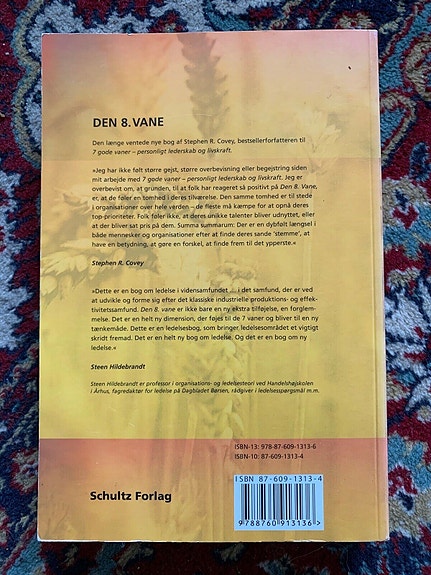 DEN 8. VANE
Den længe ventede nye bog af Stephen R. Covey, bestsellerforfatteren til
7 gode vaner – personligt lederskab og livskraft.
»Jeg har ikke følt større gejst, større overbevisning eller begejstring siden
mit arbejde med 7 gode vaner – personligt lederskab og livskraft. Jeg er
overbevist om, at grunden, til at folk har reageret så positivt på Den 8. Vane,
er, at de føler en tomhed i deres tilværelse. Den samme tomhed er til stede
i organisationer over hele verden – de fleste må kæmpe for at opnå deres
top-prioriteter. Folk føler ikke, at deres unikke talenter bliver udnyttet, eller
at der bliver sat pris på dem. Summa summarum: Der er en dybfølt længsel i
både mennesker og organisationer efter at finde deres sande 'stemme', at
have en betydning, at gøre en forskel, at finde frem til det ypperste.«
Stephen R. Covey
»Dette er en bog om ledelse i vidensamfundet ... i det samfund, der er ved
at udvikle og forme sig efter det klassiske industrielle produktions- og effek-
tivitetssamfund. Den 8. vane er ikke bare en ny ekstra tilføjelse, en forglem-
melse. Det er en helt ny dimension, der føjes til de 7 vaner og bliver til en ny
tænkemåde. Dette er en ledelsesbog, som bringer ledelsesområdet et vigtigt
skridt fremad. Det er en helt ny bog om ledelse. Og det er en bog om ny
ledelse.«
Steen Hildebrandt
Steen Hildebrandt er professor i organisations- og ledelsesteori ved Handelshøjskolen
i Århus, fagredaktør for ledelse på Dagbladet Børsen, rådgiver i ledelsesspørgsmål m.m.
ISBN-13: 978-87-609-1313-6
ISBN-10: 87-609-1313-4
ISBN 87-609-1313-4
Schultz Forlag
9788760913136>